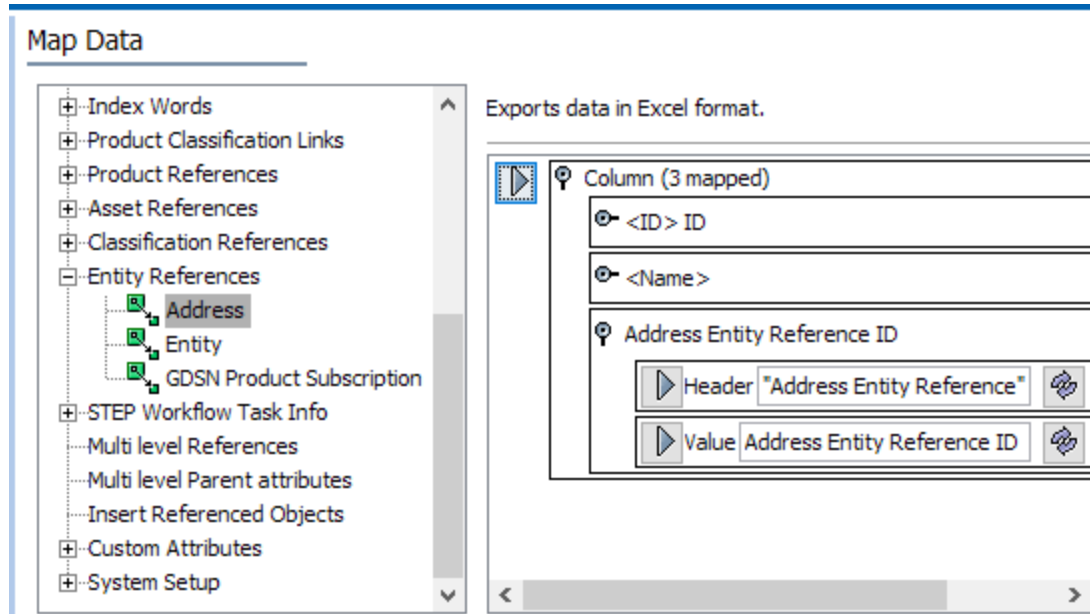 Map Data
Index Words
Product Classification Links
Product References
Asset References
Classification References
Entity References
Address
Entity
GDSN Product Subscription
STEP Workflow Task Info
Multi level References
Multi level Parent attributes
Insert Referenced Objects
Custom Attributes
System Setup
Exports data in Excel format.
Column (3 mapped)
<ID> ID
<Name>
Address Entity Reference ID
Header "Address Entity Reference"
Value Address Entity Reference ID